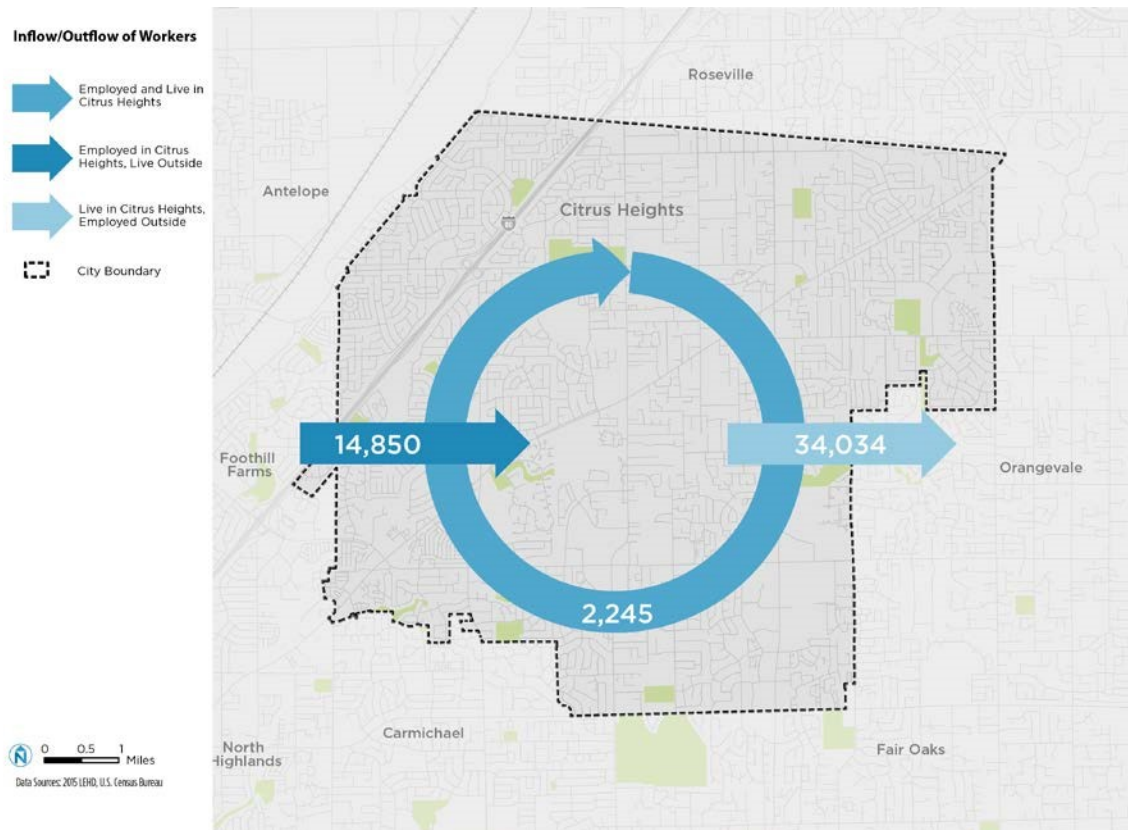 Inflow/Outflow of Workers
Employed and Live in
Citrus Heights
Employed in Citrus
Heights, Live Outside
Live in Citrus Heights,
Employed Outside
City Boundary
Roseville
Antelope
Citrus Heights
14,850
34,034
Foothill
Farms
Orangevale
2,245
Carmichael
North
Highlands
Fair Oaks
N
0 0.5 1
Miles
Data Sources: 2015 LEHD, U.S. Census Bureau